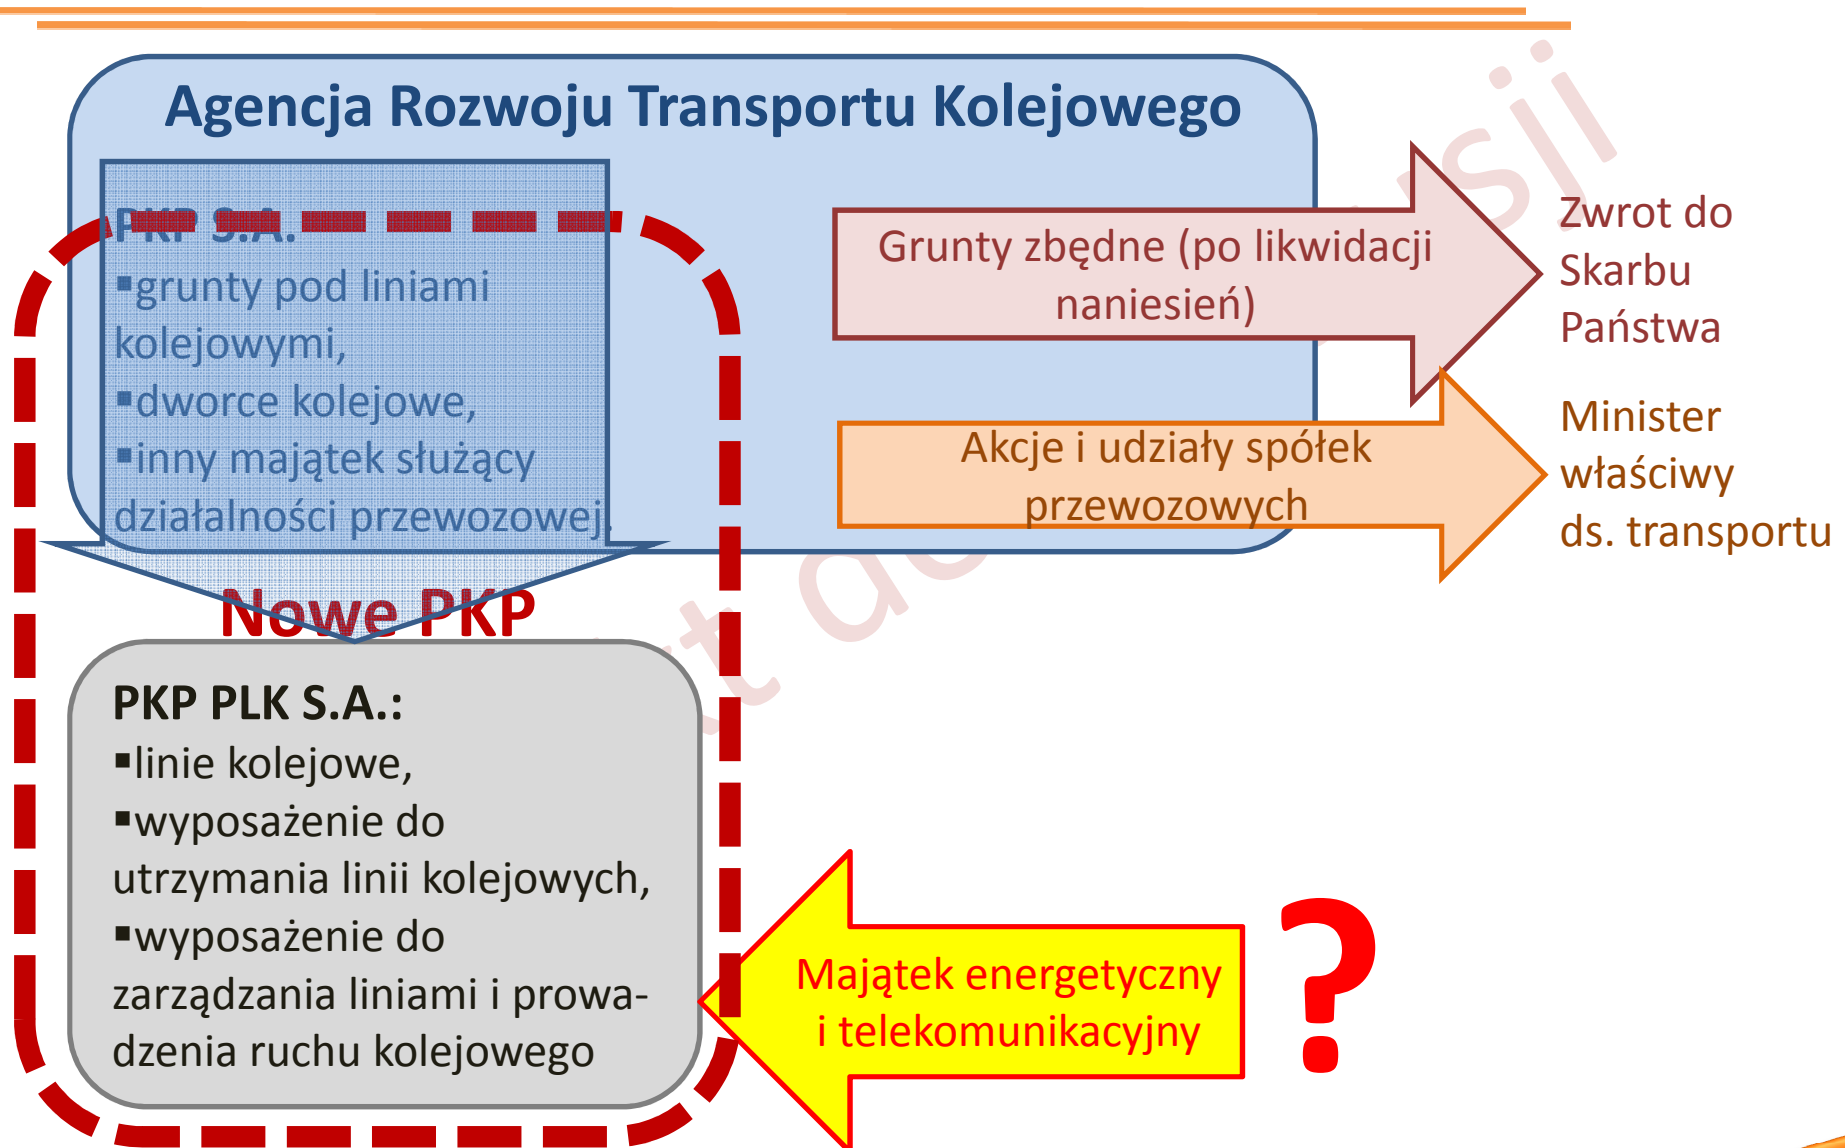 Agencja Rozwoju Transportu Kolejowego
PKP S.A.
▪grunty pod liniami
kolejowymi,
▪dworce kolejowe,
▪inny majątek służący
działalności przewozowej.
Grunty zbędne (po likwidacji
naniesień)
Zwrot do
Skarbu
Państwa
Akcje i udziały spółek
przewozowych
Minister
właściwy
ds. transportu
Nowe PKP
PKP PLK S.A.:
▪linie kolejowe,
▪wyposażenie do
utrzymania linii kolejowych,
▪wyposażenie do
zarządzania liniami i prowa-
dzenia ruchu kolejowego
Majątek energetyczny
i telekomunikacyjny
?